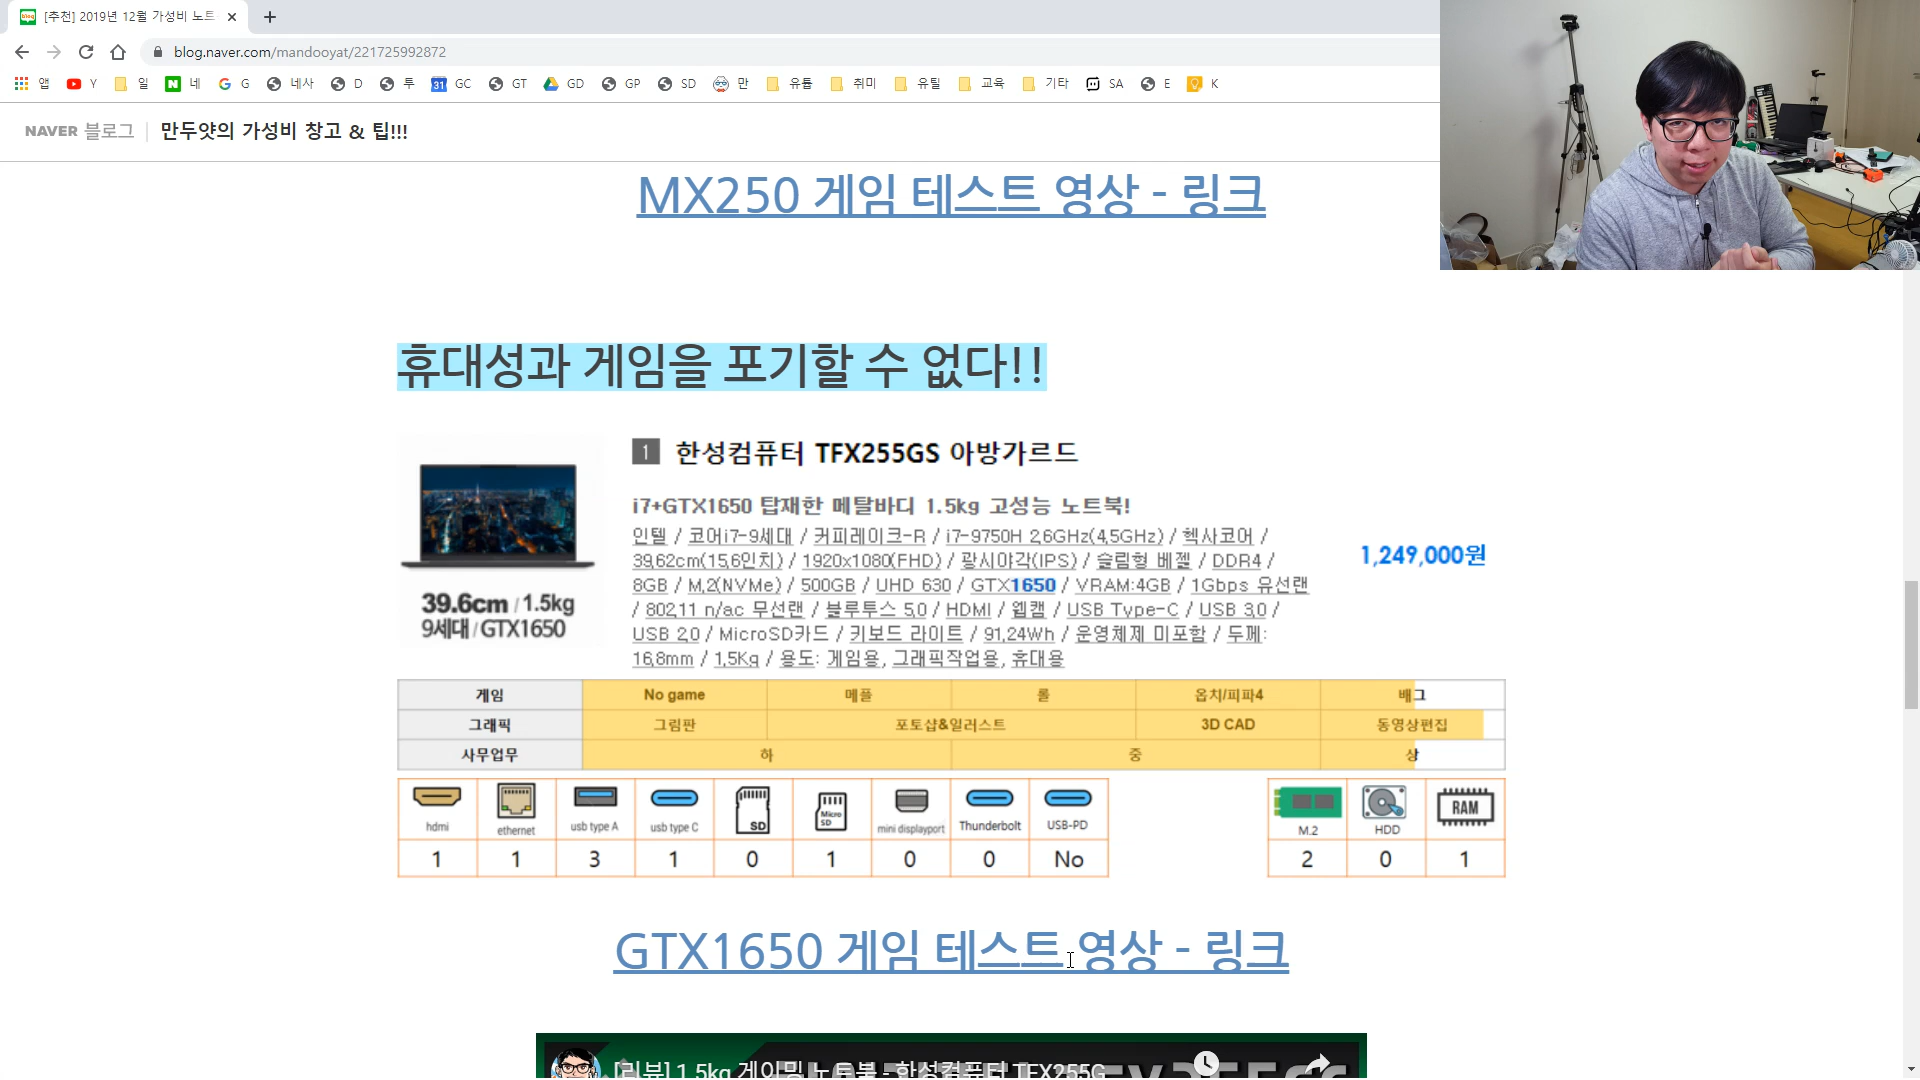 [추천] 2019년 12월 가성비 노트
blog.naver.com/mandooyat/221725992872
앱 Y 일 네 G 네사 D 투 GC GT GD GP SD 만 유튭 취미 유틸 교육 기타 SA E K
NAVER 블로그 만두얏의 가성비 창고 & 팁!!!
MX250 게임 테스트 영상 - 링크
휴대성과 게임을 포기할 수 없다!!
1 한성컴퓨터 TFX255GS 아방가르드
i7+GTX1650 탑재한 메탈바디 1.5kg 고성능 노트북!
인텔 / 코어i7-9세대 / 커피레이크-R / i7-9750H 2.6GHz(4.5GHz) / 헥사코어 /
39.62cm(15.6인치) / 1920x1080(FHD) / 광시야각(IPS) / 슬림형 베젤 / DDR4 /
8GB / M.2(NVMe) / 500GB / UHD 630 / GTX1650 / VRAM:4GB / 1Gbps 유선랜
/ 802.11 n/ac 무선랜 / 블루투스 5.0 / HDMI / 웹캠 / USB Type-C / USB 3.0 /
USB 2.0 / MicroSD카드 / 키보드 라이트 / 91.24Wh / 운영체제 미포함 / 두께:
16.8mm / 1.5Kg / 용도: 게임용, 그래픽작업용, 휴대용
1,249,000원
39.6cm / 1.5kg
9세대 / GTX1650
게임 No game 메플 롤 옵치/피파4 배그
그래픽 그림판 포토샵&일러스트 3D CAD 동영상편집
사무업무 하 중 상
hdmi ethernet usb type A usb type C SD Micro SD mini displayport Thunderbolt USB-PD M.2 HDD RAM
1 1 3 1 0 1 0 0 No 2 0 1
GTX1650 게임 테스트 영상 - 링크
[리뷰] 1.5kg 게이밍 노트북 - 한성컴퓨터 TFX255G